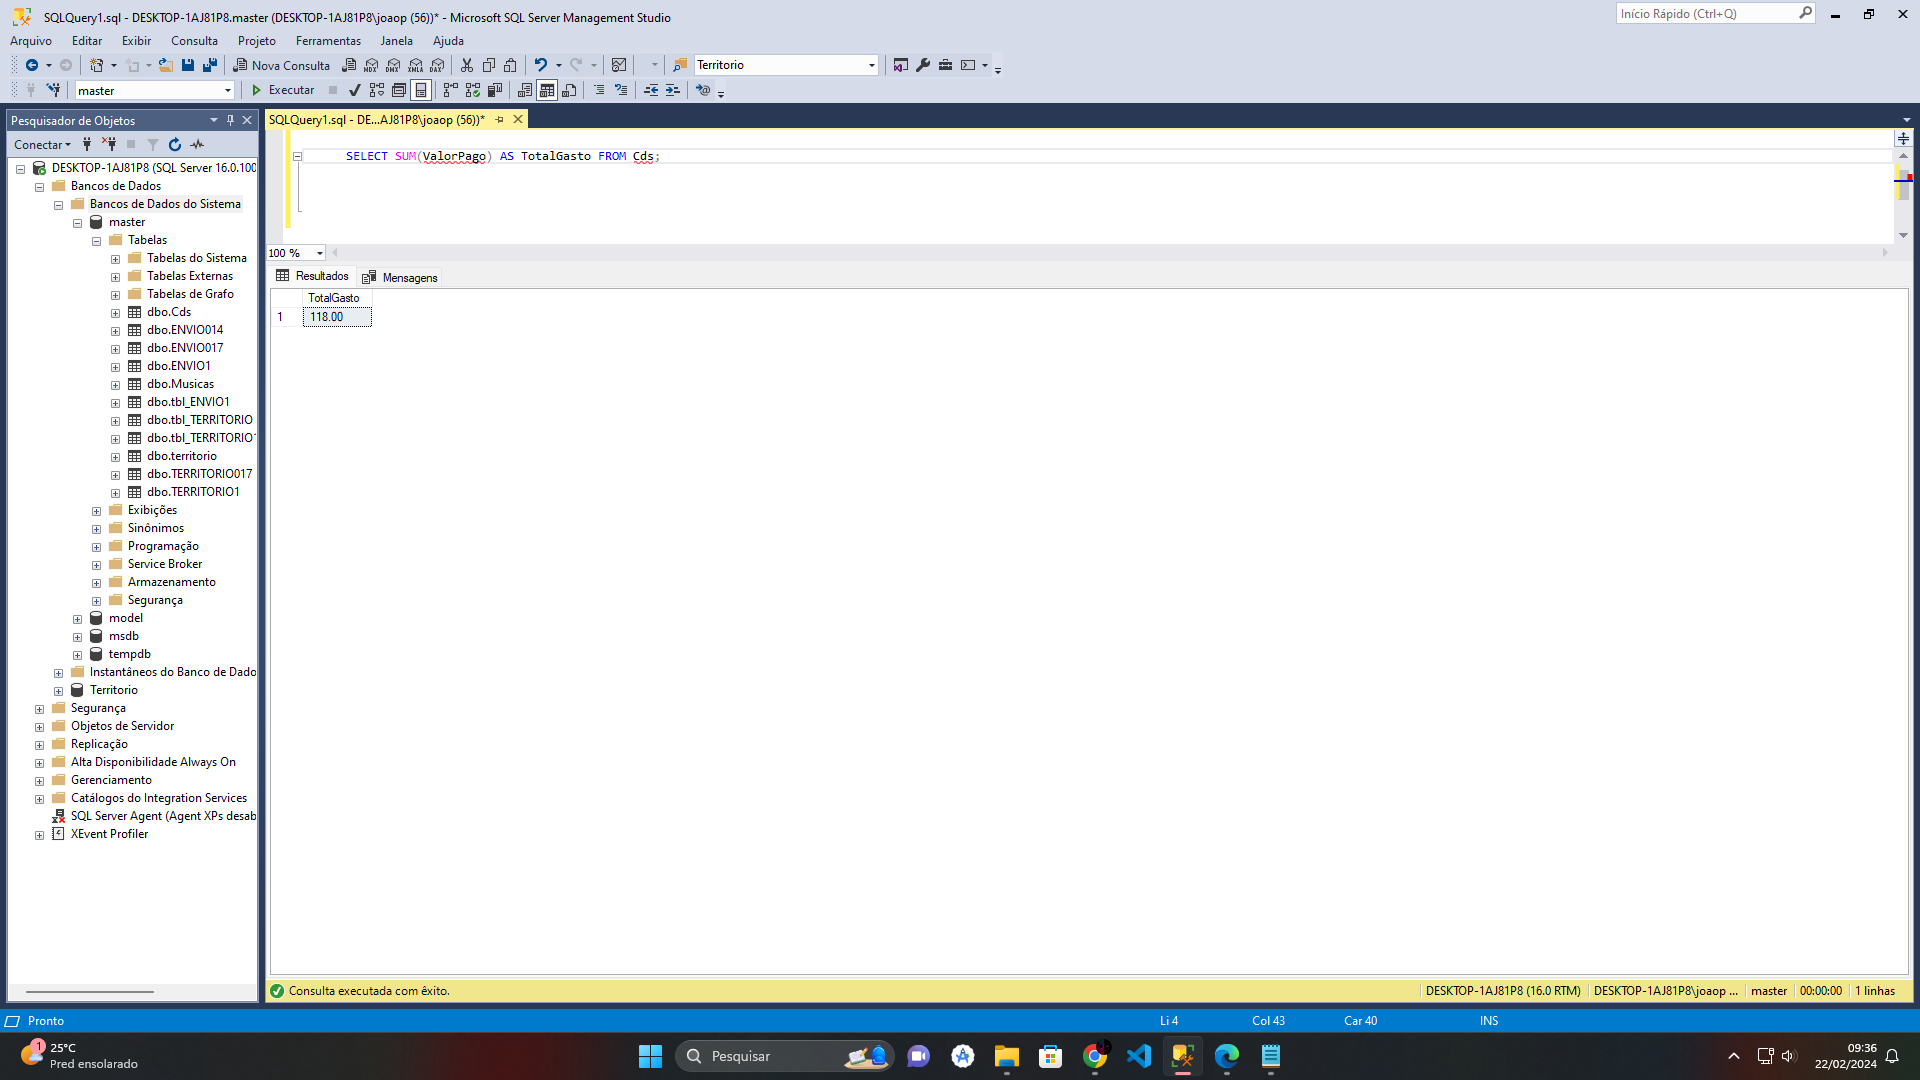 SQLQuery1.sql - DESKTOP-1AJ81P8.master (DESKTOP-1AJ81P8\joaop (56))* - Microsoft SQL Server Management Studio
Início Rápido (Ctrl+Q)
Arquivo Editar Exibir Consulta Projeto Ferramentas Janela Ajuda
Nova Consulta
MDX DMX XMLA DAX
Territorio
master
Executar
Pesquisador de Objetos
SQLQuery1.sql - DE...AJ81P8\joaop (56))*
Conectar
DESKTOP-1AJ81P8 (SQL Server 16.0.100
Bancos de Dados
Bancos de Dados do Sistema
master
Tabelas
Tabelas do Sistema
Tabelas Externas
Tabelas de Grafo
dbo.Cds
dbo.ENVIO014
dbo.ENVIO017
dbo.ENVIO1
dbo.Musicas
dbo.tbl_ENVIO1
dbo.tbl_TERRITORIO
dbo.tbl_TERRITORIO1
dbo.territorio
dbo.TERRITORIO017
dbo.TERRITORIO1
Exibições
Sinônimos
Programação
Service Broker
Armazenamento
Segurança
model
msdb
tempdb
Instantâneos do Banco de Dado
Territorio
Segurança
Objetos de Servidor
Replicação
Alta Disponibilidade Always On
Gerenciamento
Catálogos do Integration Services
SQL Server Agent (Agent XPs desab
XEvent Profiler
SELECT SUM(ValorPago) AS TotalGasto FROM Cds;
100 %
Resultados Mensagens
TotalGasto
1 118.00
Consulta executada com êxito.
DESKTOP-1AJ81P8 (16.0 RTM) DESKTOP-1AJ81P8\joaop ... master 00:00:00 1 linhas
Pronto Li 4 Col 43 Car 40 INS
1
25°C
Pred ensolarado
Pesquisar
09:36
22/02/2024